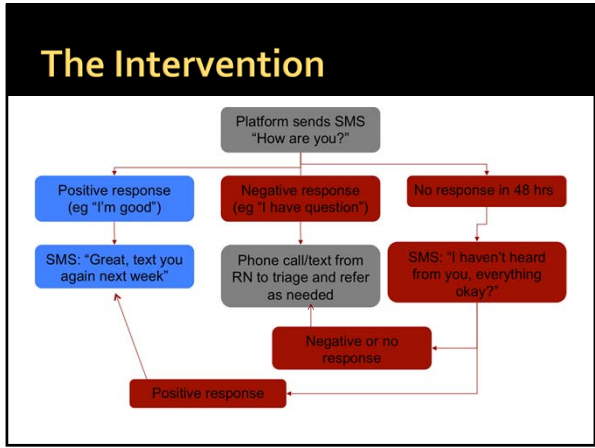 The Intervention
Platform sends SMS
“How are you?”
Positive response
(eg “I’m good”)
Negative response
(eg “I have question”)
No response in 48 hrs
SMS: “Great, text you
again next week”
Phone call/text from
RN to triage and refer
as needed
SMS: “I haven’t heard
from you, everything
okay?”
Negative or no
response
Positive response